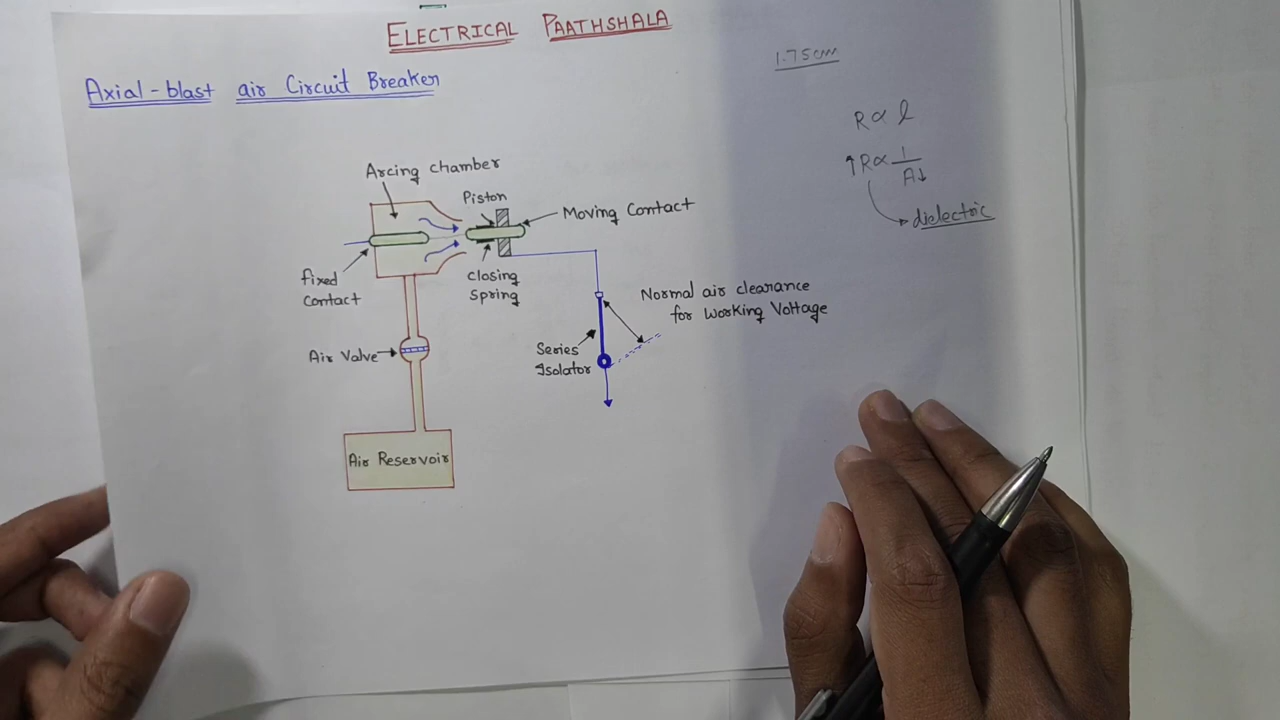 ELECTRICAL PAATHSHALA
Axial-blast air Circuit Breaker
1.75cm
R∝ l
↑R∝ 1/A↓
dielectric
Arcing chamber
Piston
Moving Contact
fixed
contact
closing
spring
Normal air clearance
for working voltage
Air Valve
Series
Isolator
Air Reservoir